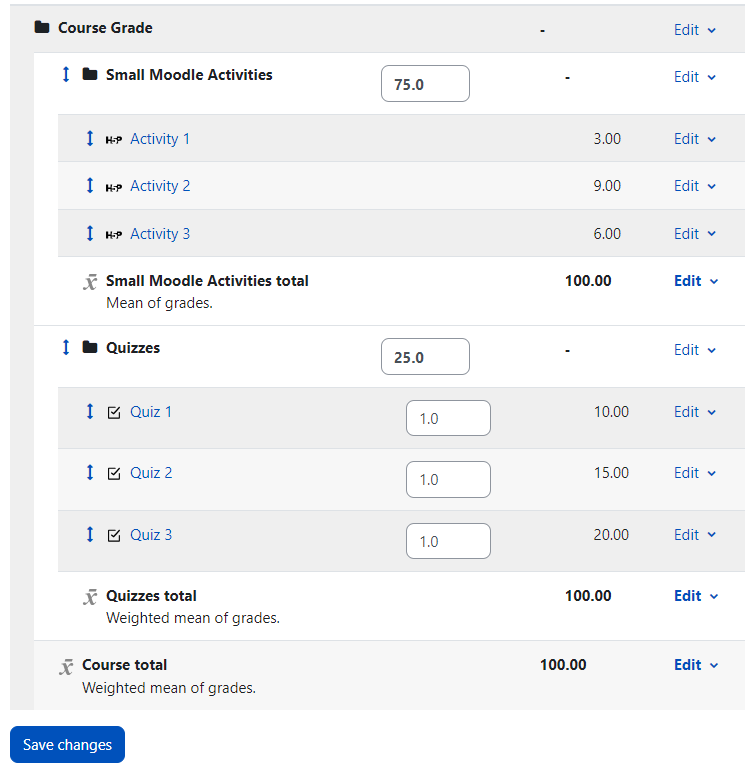 Course Grade - Edit
Small Moodle Activities 75.0 - Edit
H-P Activity 1 3.00 Edit
H-P Activity 2 9.00 Edit
H-P Activity 3 6.00 Edit
x̄ Small Moodle Activities total 100.00 Edit
Mean of grades.
Quizzes 25.0 - Edit
Quiz 1 1.0 10.00 Edit
Quiz 2 1.0 15.00 Edit
Quiz 3 1.0 20.00 Edit
x̄ Quizzes total 100.00 Edit
Weighted mean of grades.
x̄ Course total 100.00 Edit
Weighted mean of grades.
Save changes